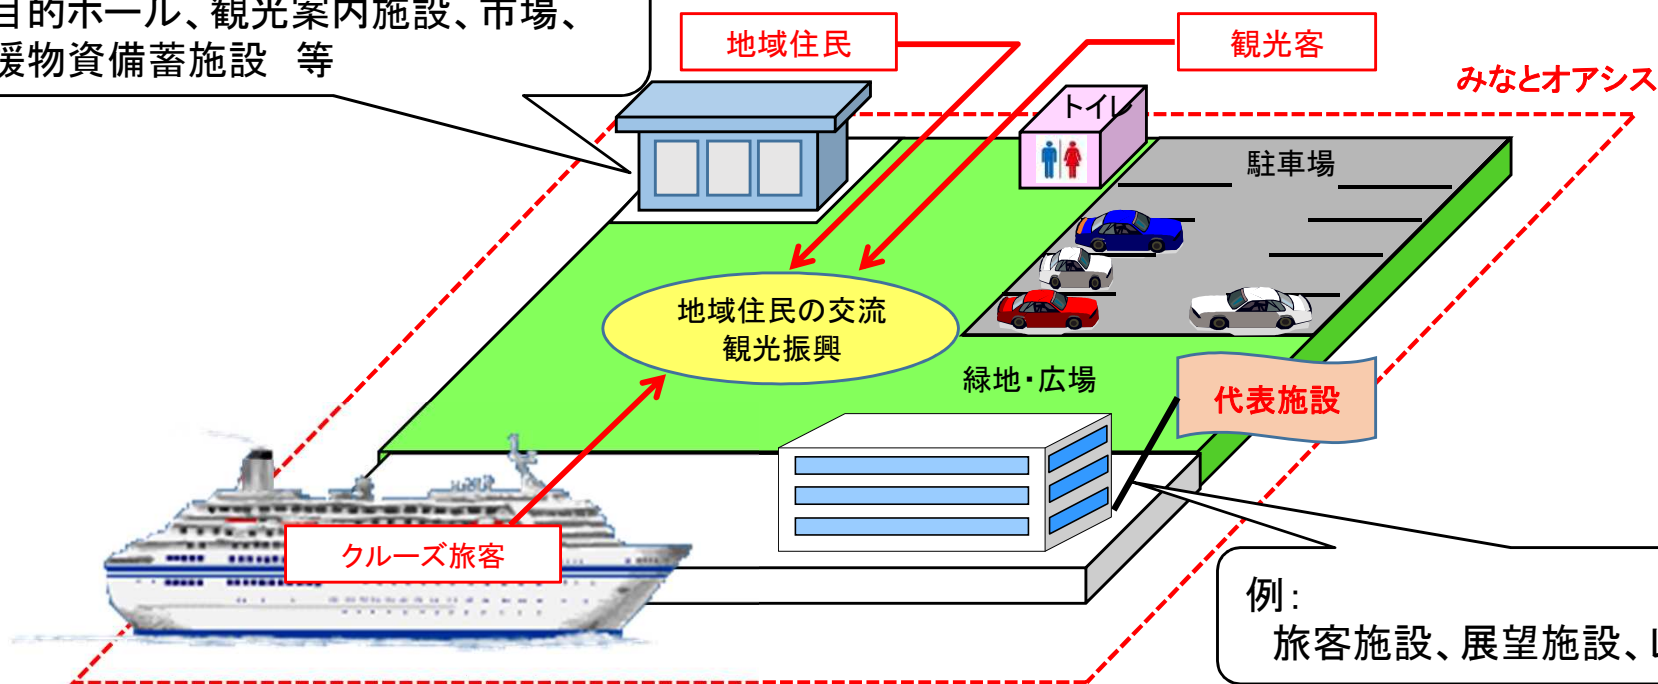 目的ホール、観光案内施設、市場、
援物資備蓄施設　等
地域住民
観光客
みなとオアシス
トイレ
駐車場
地域住民の交流
観光振興
緑地・広場
代表施設
クルーズ旅客
例：
旅客施設、展望施設、